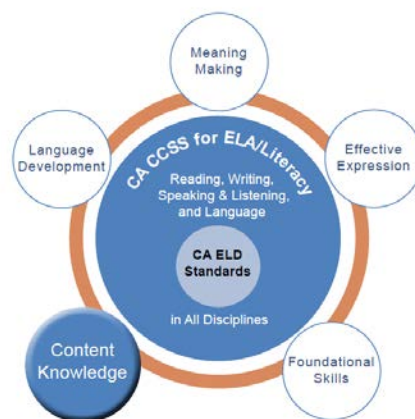 Meaning
Making
Language
Development
Effective
Expression
CA CCSS for ELA/Literacy
Reading, Writing,
Speaking & Listening,
and Language
CA ELD
Standards
in All Disciplines
Content
Knowledge
Foundational
Skills